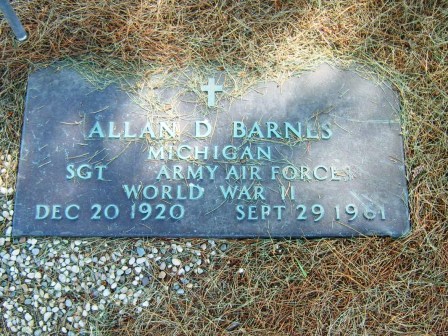 ALLAN D BARNES
MICHIGAN
SGT ARMY AIR FORCES
WORLD WAR II
DEC 20 1920 SEPT 29 1961